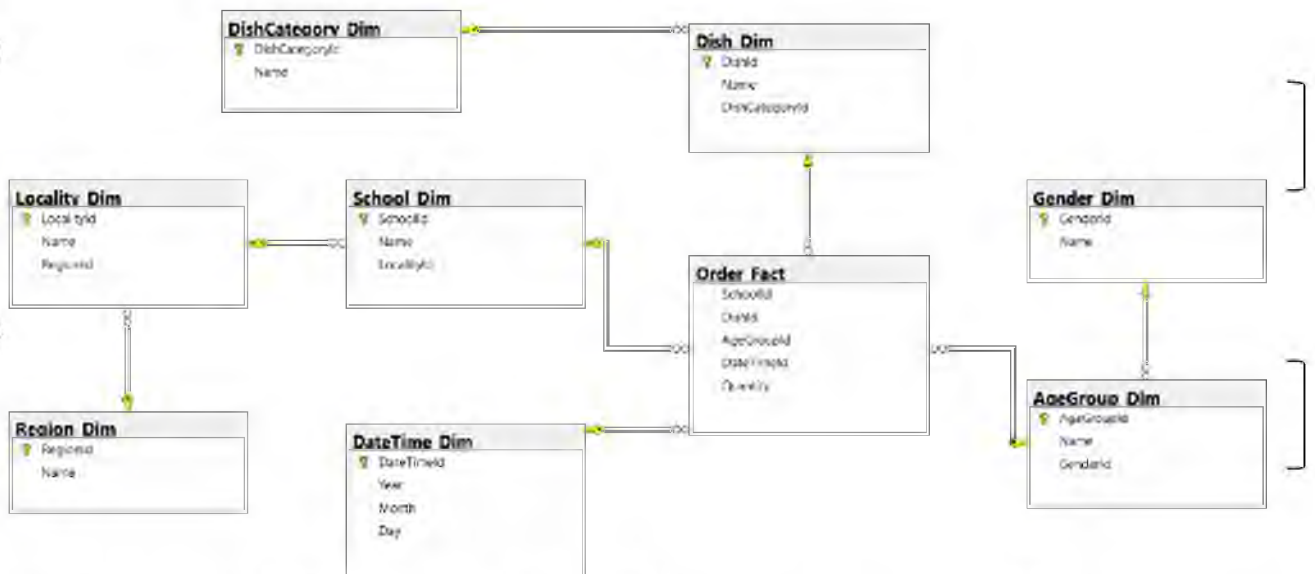 DishCategory_Dim
DishCategoryId
Name
Dish_Dim
DishId
Name
DishCategoryId
Locality_Dim
LocalityId
Name
RegionId
School_Dim
SchoolId
Name
LocalityId
Gender_Dim
GenderId
Name
Order_Fact
SchoolId
DishId
AgeGroupId
DateTimeId
Quantity
Region_Dim
RegionId
Name
DateTime_Dim
DateTimeId
Year
Month
Day
AgeGroup_Dim
AgeGroupId
Name
GenderId